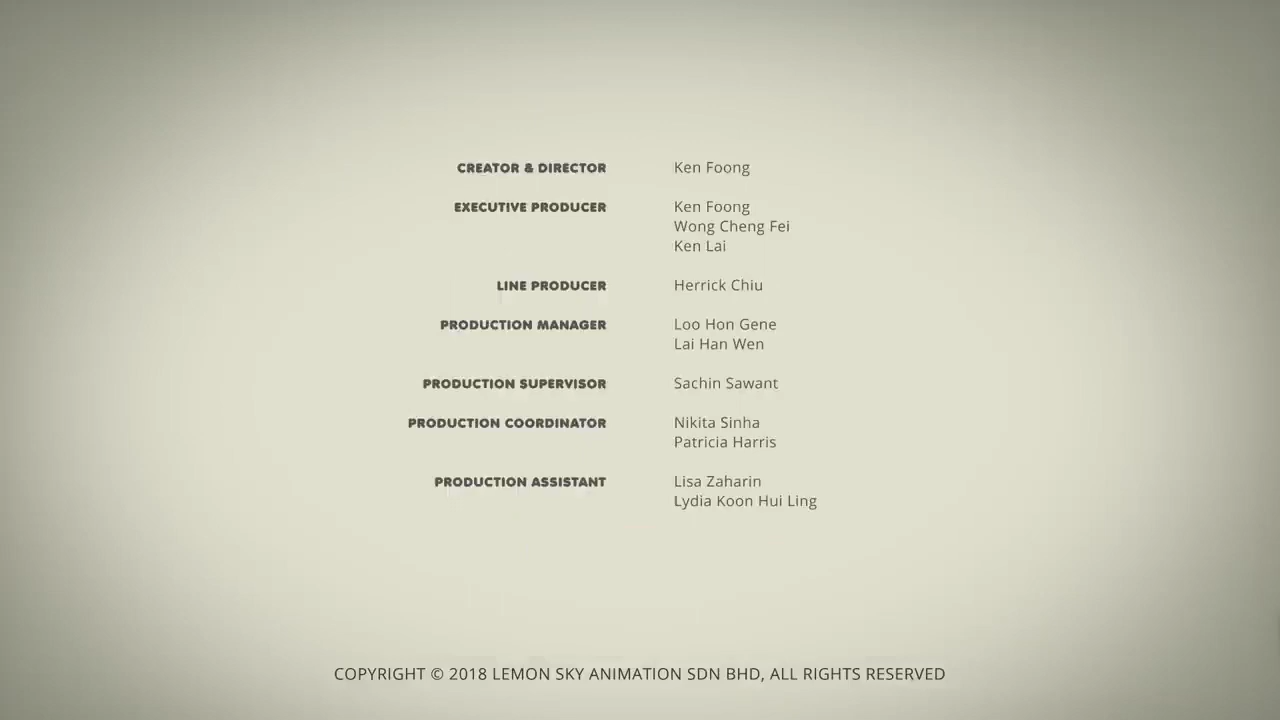 CREATOR & DIRECTOR Ken Foong
EXECUTIVE PRODUCER Ken Foong
Wong Cheng Fei
Ken Lai
LINE PRODUCER Herrick Chiu
PRODUCTION MANAGER Loo Hon Gene
Lai Han Wen
PRODUCTION SUPERVISOR Sachin Sawant
PRODUCTION COORDINATOR Nikita Sinha
Patricia Harris
PRODUCTION ASSISTANT Lisa Zaharin
Lydia Koon Hui Ling
COPYRIGHT © 2018 LEMON SKY ANIMATION SDN BHD, ALL RIGHTS RESERVED